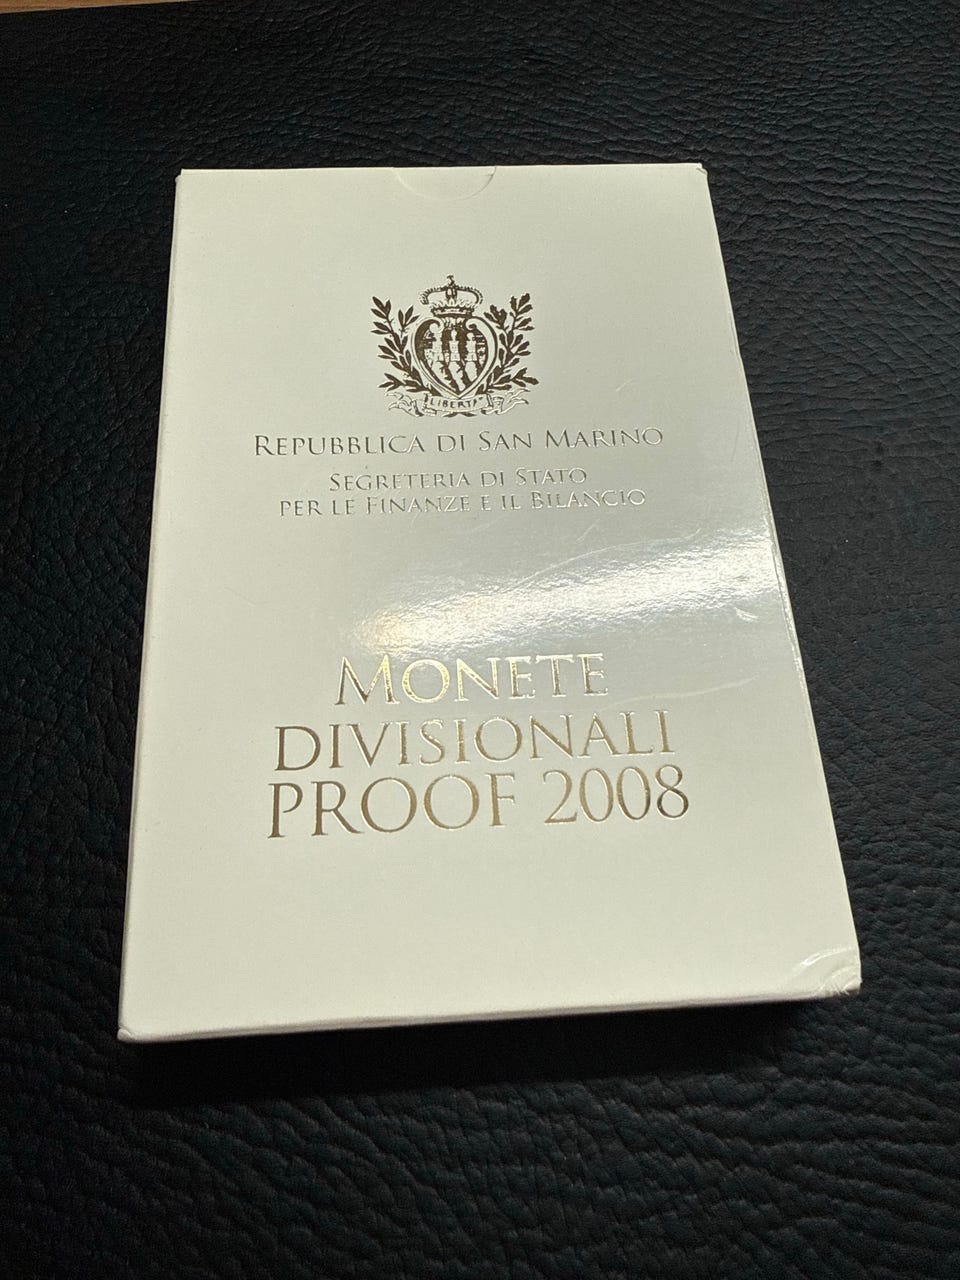 LIBERTAS
REPUBBLICA DI SAN MARINO
SEGRETERIA DI STATO
PER LE FINANZE E IL BILANCIO
MONETE
DIVISIONALI
PROOF 2008